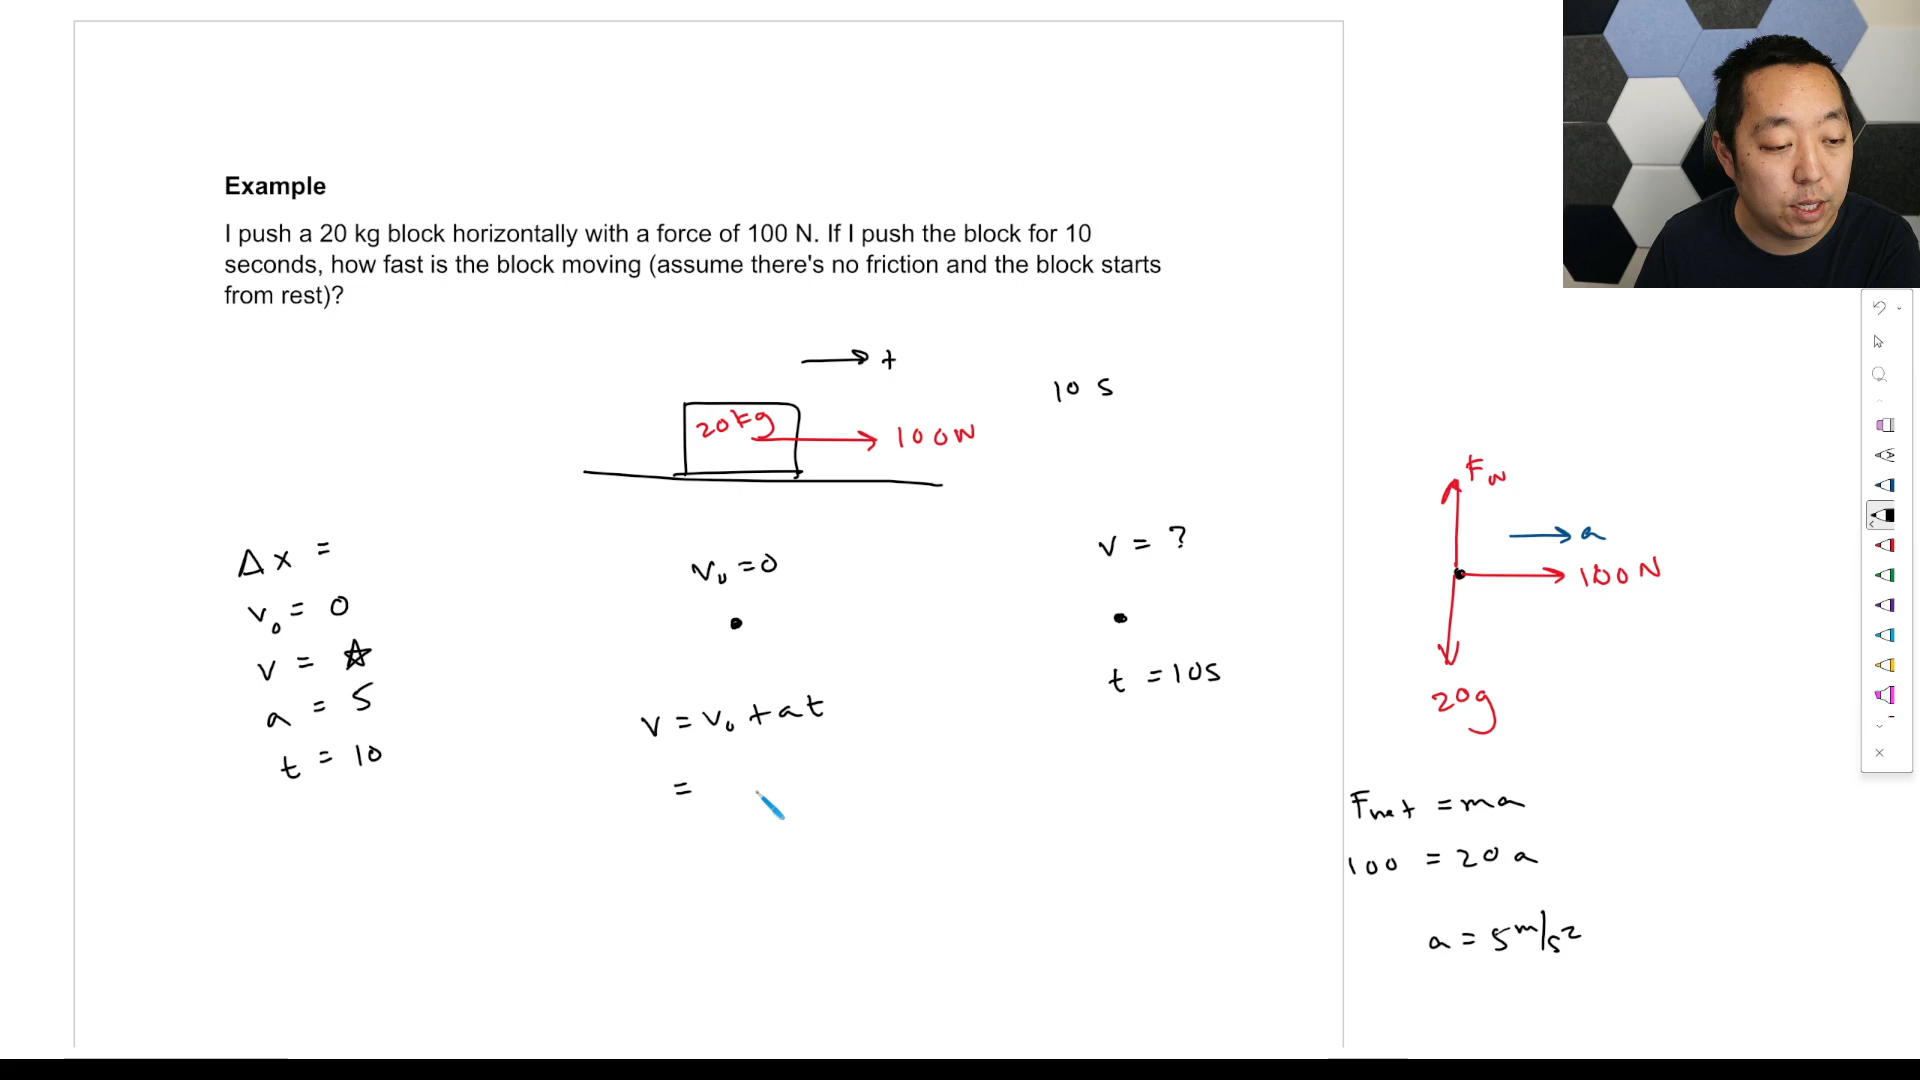 Example
I push a 20 kg block horizontally with a force of 100 N. If I push the block for 10
seconds, how fast is the block moving (assume there's no friction and the block starts
from rest)?
+
10 s
20kg
100N
Δx =
v₀ = 0
v = ☆
a = 5
t = 10
v₀ = 0
v = ?
t = 10s
v = v₀ + at
=
F_N
a
100N
20g
Fnet = ma
100 = 20 a
a = 5 m/s²